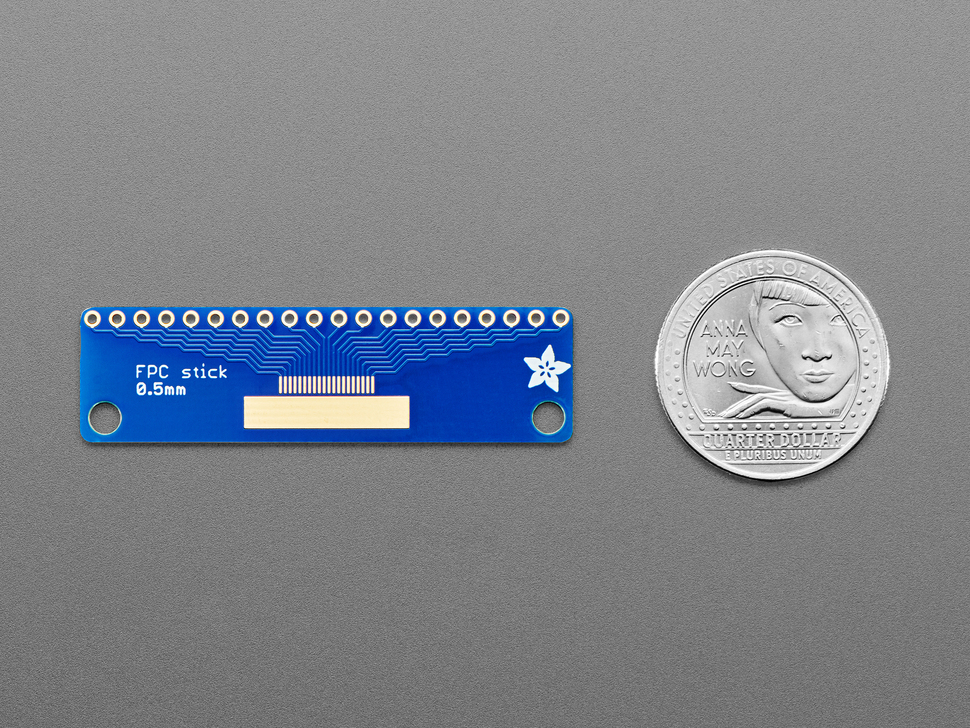 FPC stick
0.5mm
UNITED STATES OF AMERICA
ANNA
MAY
WONG
QUARTER DOLLAR
E PLURIBUS UNUM